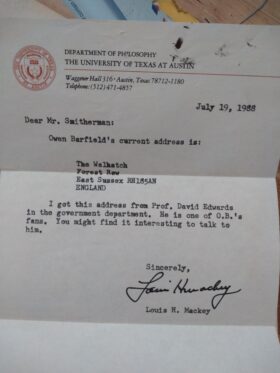 DEPARTMENT OF PHILOSOPHY
THE UNIVERSITY OF TEXAS AT AUSTIN
Waggener Hall 316 · Austin, Texas 78712-1180
Telephone: (512) 471-4857
July 19, 1988
Dear Mr. Smitherman:
Owen Barfield's current address is:
The Walhatch
Forest Row
East Sussex RH185AN
ENGLAND
I got this address from Prof. David Edwards
in the government department. He is one of O.B.'s
fans. You might find it interesting to talk to
him.
Sincerely,
Louis H Mackey
Louis H. Mackey